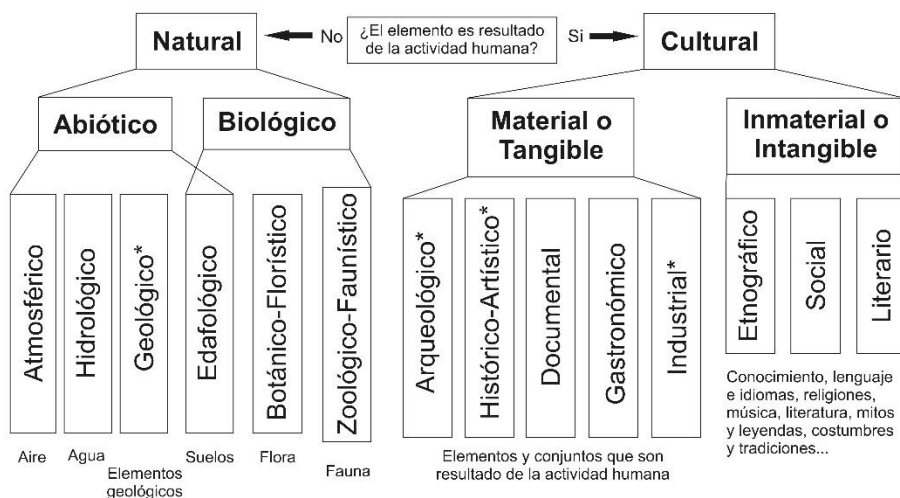 ¿El elemento es resultado
de la actividad humana?
No
Si
Natural
Cultural
Abiótico
Biológico
Material o
Tangible
Inmaterial o
Intangible
Atmosférico
Hidrológico
Geológico*
Edafológico
Botánico-Florístico
Zoológico-Faunístico
Arqueológico*
Histórico-Artístico*
Documental
Gastronómico
Industrial*
Etnográfico
Social
Literario
Aire
Agua
Elementos
geológicos
Suelos
Flora
Fauna
Elementos y conjuntos que son
resultado de la actividad humana
Conocimiento, lenguaje
e idiomas, religiones,
música, literatura, mitos
y leyendas, costumbres
y tradiciones...